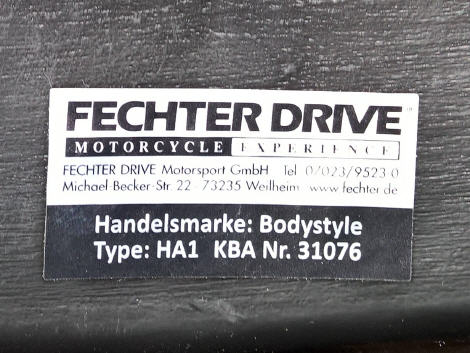 FECHTER DRIVE™
MOTORCYCLE EXPERIENCE
FECHTER DRIVE Motorsport GmbH Tel 07023/9523 0
Michael-Becker-Str. 22 - 73235 Weilheim www.fechter.de
Handelsmarke: Bodystyle
Type: HA1 KBA Nr. 31076